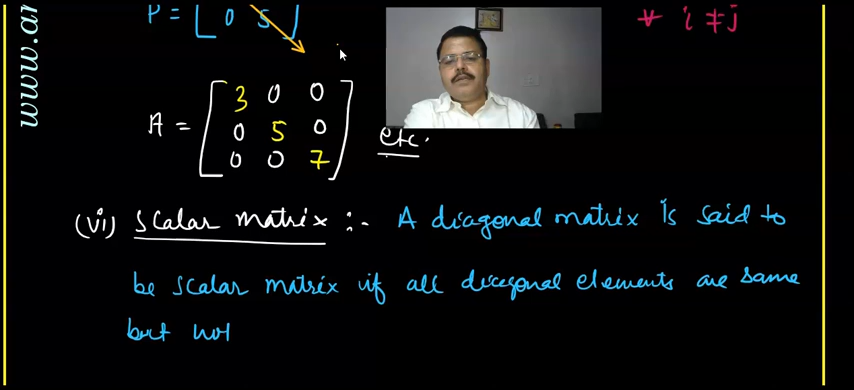 P = [ 0 5 ]
∀ i ≠ j
www.ar
A = [ 3 0 0
0 5 0
0 0 7 ] etc.
(vi) Scalar matrix :- A diagonal matrix is said to
be scalar matrix if all diagonal elements are same
but not